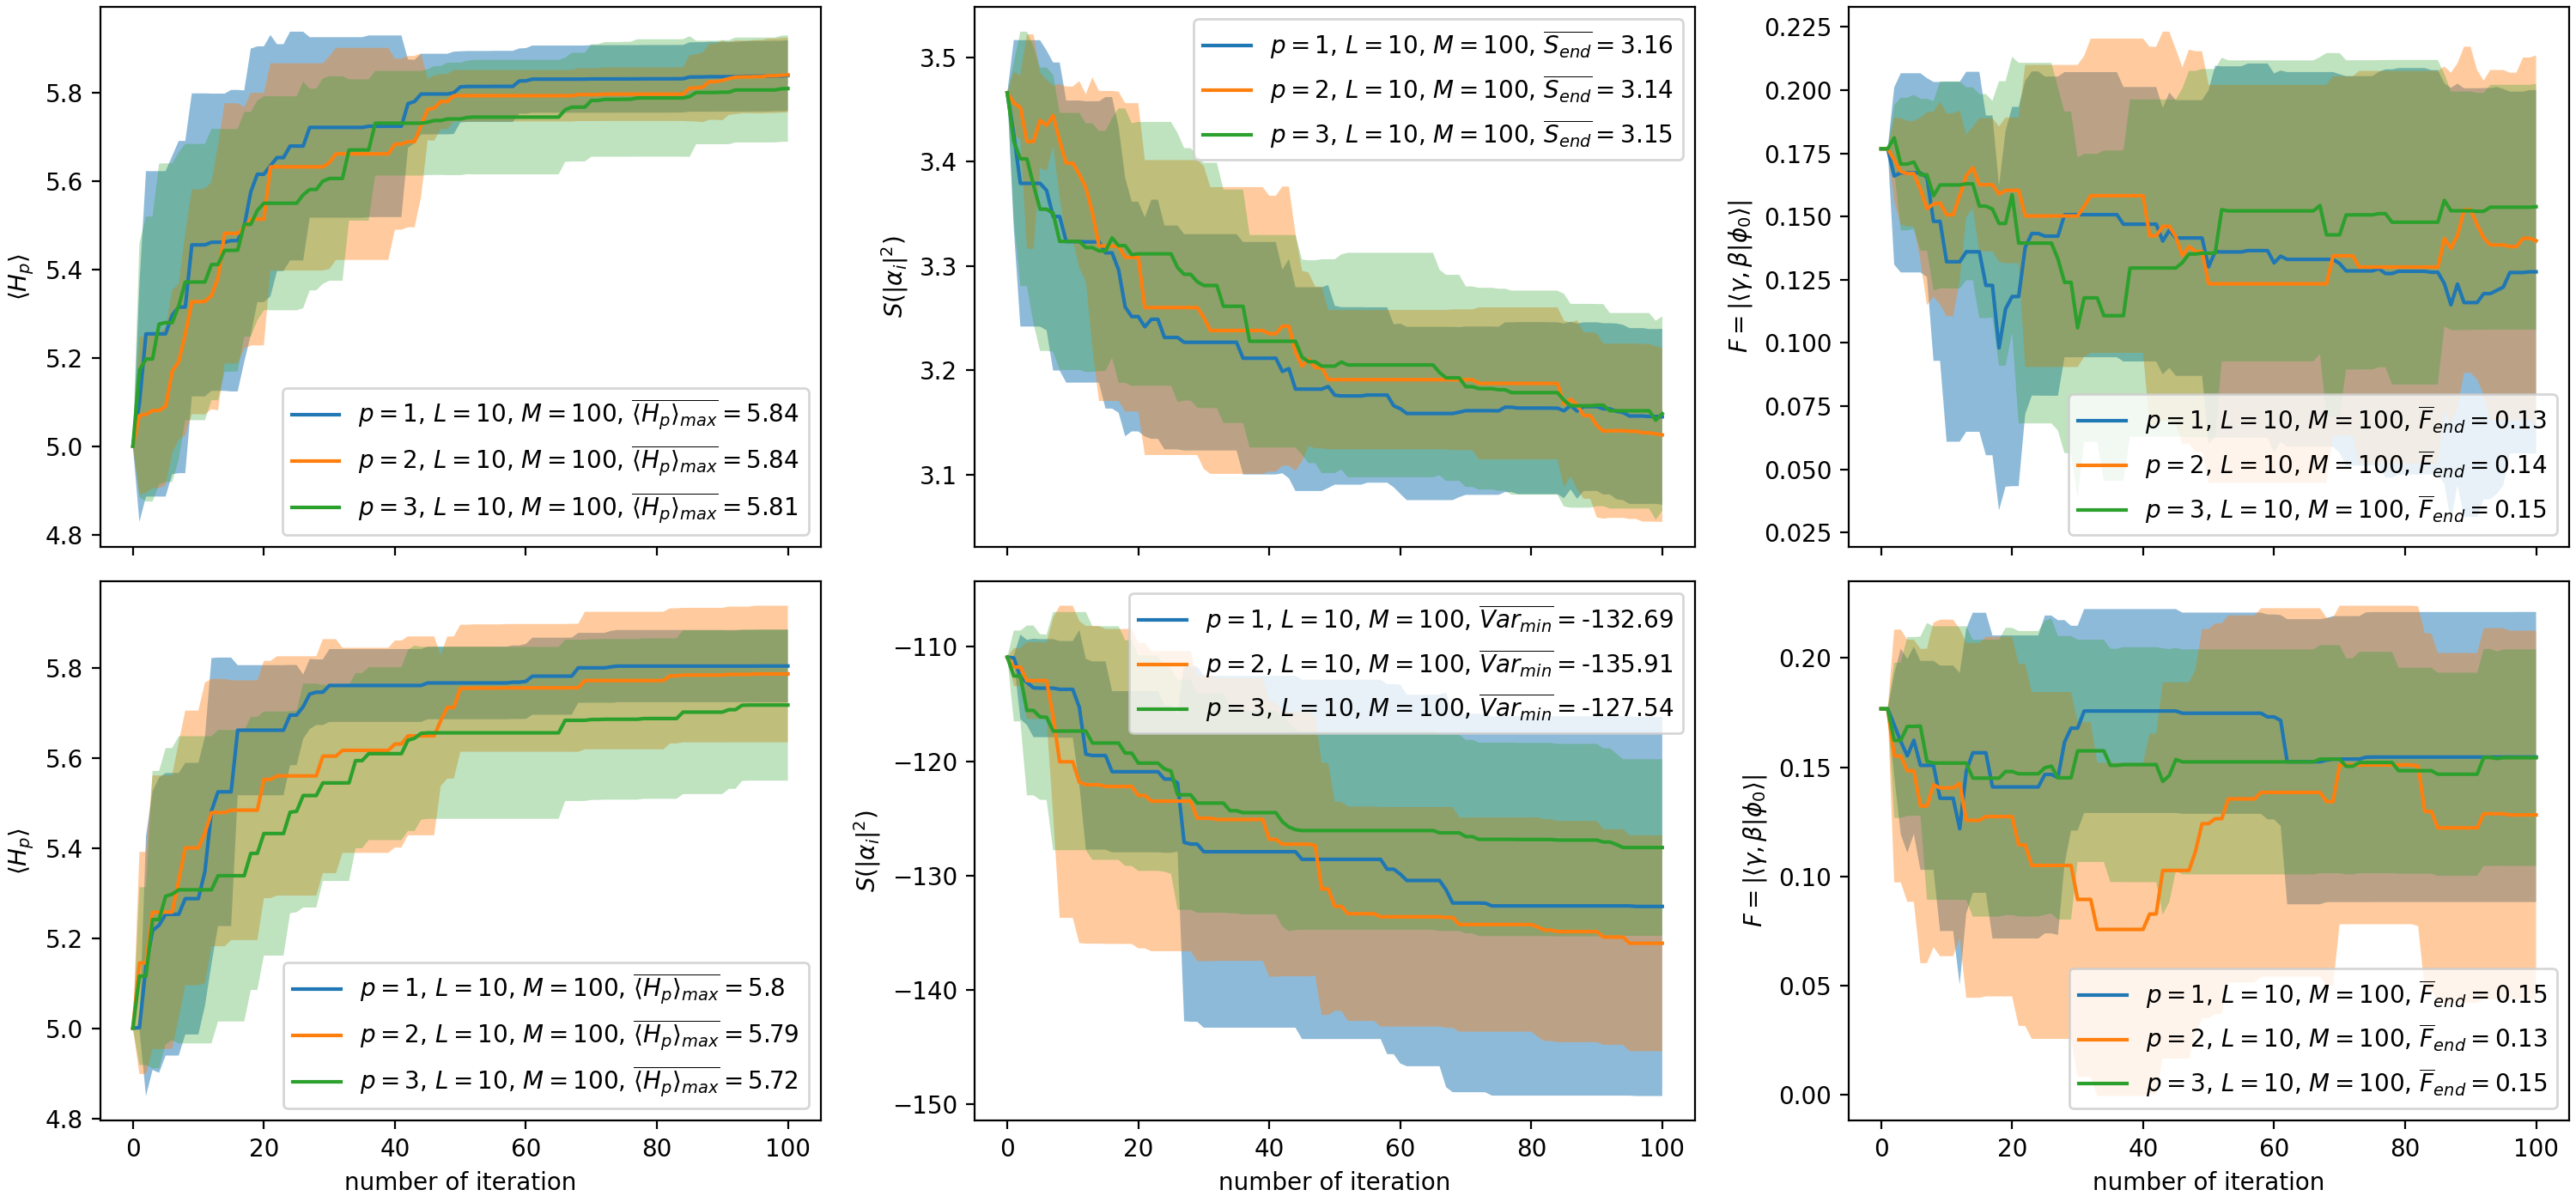 5.8
5.6
5.4
5.2
5.0
4.8
⟨H_p⟩
p = 1, L = 10, M = 100, \overline{⟨H_p⟩_{max}} = 5.84
p = 2, L = 10, M = 100, \overline{⟨H_p⟩_{max}} = 5.84
p = 3, L = 10, M = 100, \overline{⟨H_p⟩_{max}} = 5.81
3.5
3.4
3.3
3.2
3.1
S(|α_i|^2)
p = 1, L = 10, M = 100, \overline{S_{end}} = 3.16
p = 2, L = 10, M = 100, \overline{S_{end}} = 3.14
p = 3, L = 10, M = 100, \overline{S_{end}} = 3.15
0.225
0.200
0.175
0.150
0.125
0.100
0.075
0.050
0.025
F = |⟨γ, β|ϕ_0⟩|
p = 1, L = 10, M = 100, \overline{F}_{end} = 0.13
p = 2, L = 10, M = 100, \overline{F}_{end} = 0.14
p = 3, L = 10, M = 100, \overline{F}_{end} = 0.15
5.8
5.6
5.4
5.2
5.0
4.8
⟨H_p⟩
p = 1, L = 10, M = 100, \overline{⟨H_p⟩_{max}} = 5.8
p = 2, L = 10, M = 100, \overline{⟨H_p⟩_{max}} = 5.79
p = 3, L = 10, M = 100, \overline{⟨H_p⟩_{max}} = 5.72
0 20 40 60 80 100
number of iteration
−110
−120
−130
−140
−150
S(|α_i|^2)
p = 1, L = 10, M = 100, \overline{Var_{min}} = -132.69
p = 2, L = 10, M = 100, \overline{Var_{min}} = -135.91
p = 3, L = 10, M = 100, \overline{Var_{min}} = -127.54
0 20 40 60 80 100
number of iteration
0.20
0.15
0.10
0.05
0.00
F = |⟨γ, β|ϕ_0⟩|
p = 1, L = 10, M = 100, \overline{F}_{end} = 0.15
p = 2, L = 10, M = 100, \overline{F}_{end} = 0.13
p = 3, L = 10, M = 100, \overline{F}_{end} = 0.15
0 20 40 60 80 100
number of iteration